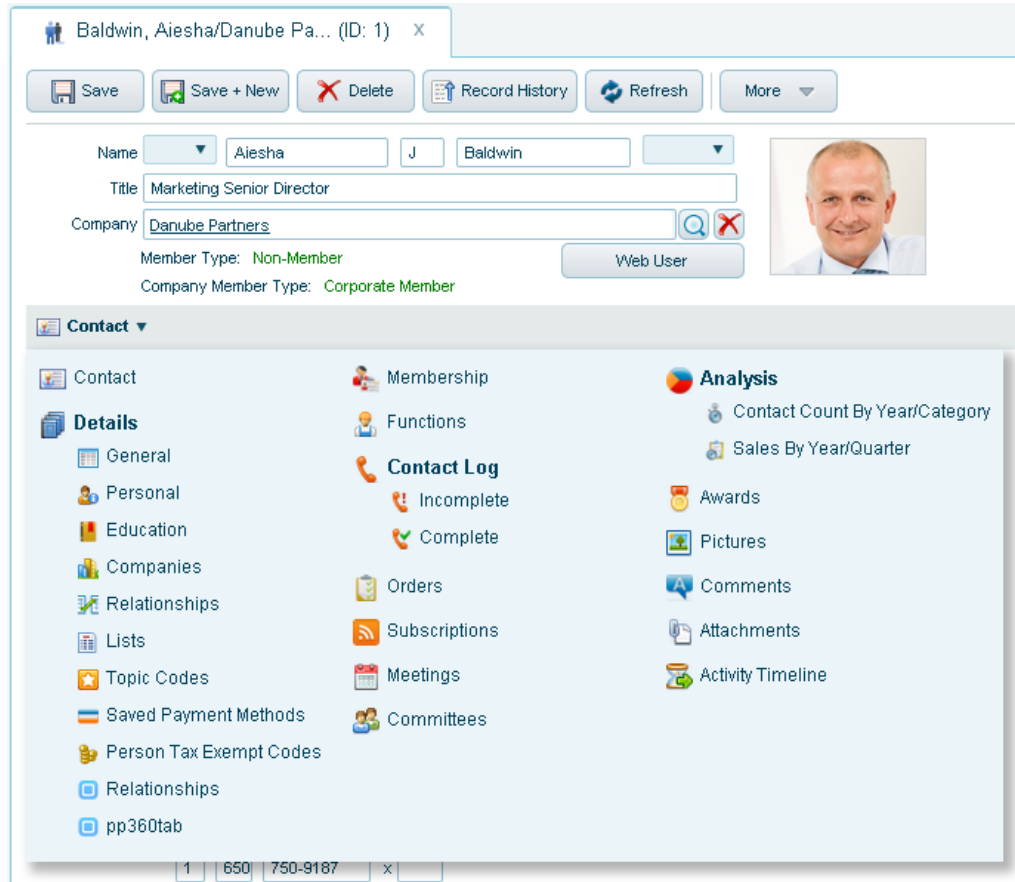 Baldwin, Aiesha/Danube Pa... (ID: 1) x
Save Save + New Delete Record History Refresh More
Name Aiesha J Baldwin
Title Marketing Senior Director
Company Danube Partners
Member Type: Non-Member Web User
Company Member Type: Corporate Member
Contact
Contact
Details
General
Personal
Education
Companies
Relationships
Lists
Topic Codes
Saved Payment Methods
Person Tax Exempt Codes
Relationships
pp360tab
Membership
Functions
Contact Log
Incomplete
Complete
Orders
Subscriptions
Meetings
Committees
Analysis
Contact Count By Year/Category
Sales By Year/Quarter
Awards
Pictures
Comments
Attachments
Activity Timeline
1 650 750-9187 x